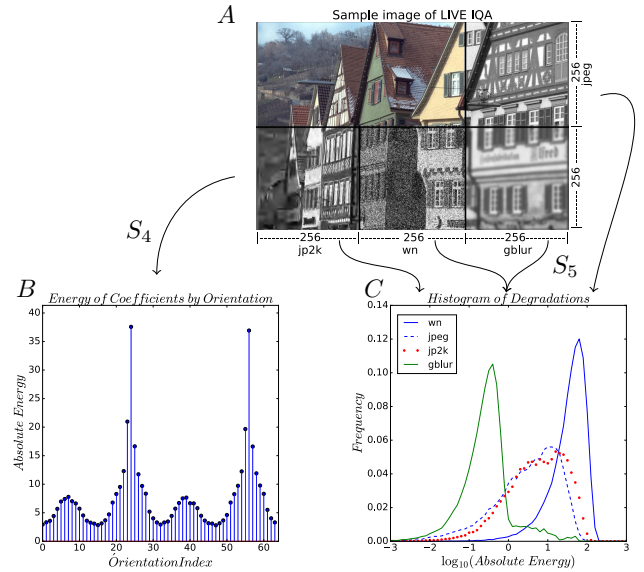 A
Sample image of LIVE IQA
256
jpeg
256
256
256
256
jp2k
wn
gblur
S4
S5
B
Energy of Coefficients by Orientation
40
35
30
25
20
15
10
5
0
0 10 20 30 40 50 60
Absolute Energy
OrientationIndex
C
Histogram of Degradations
wn
jpeg
jp2k
gblur
0.14
0.12
0.10
0.08
0.06
0.04
0.02
0.00
−3 −2 −1 0 1 2 3
Frequency
log10(Absolute Energy)